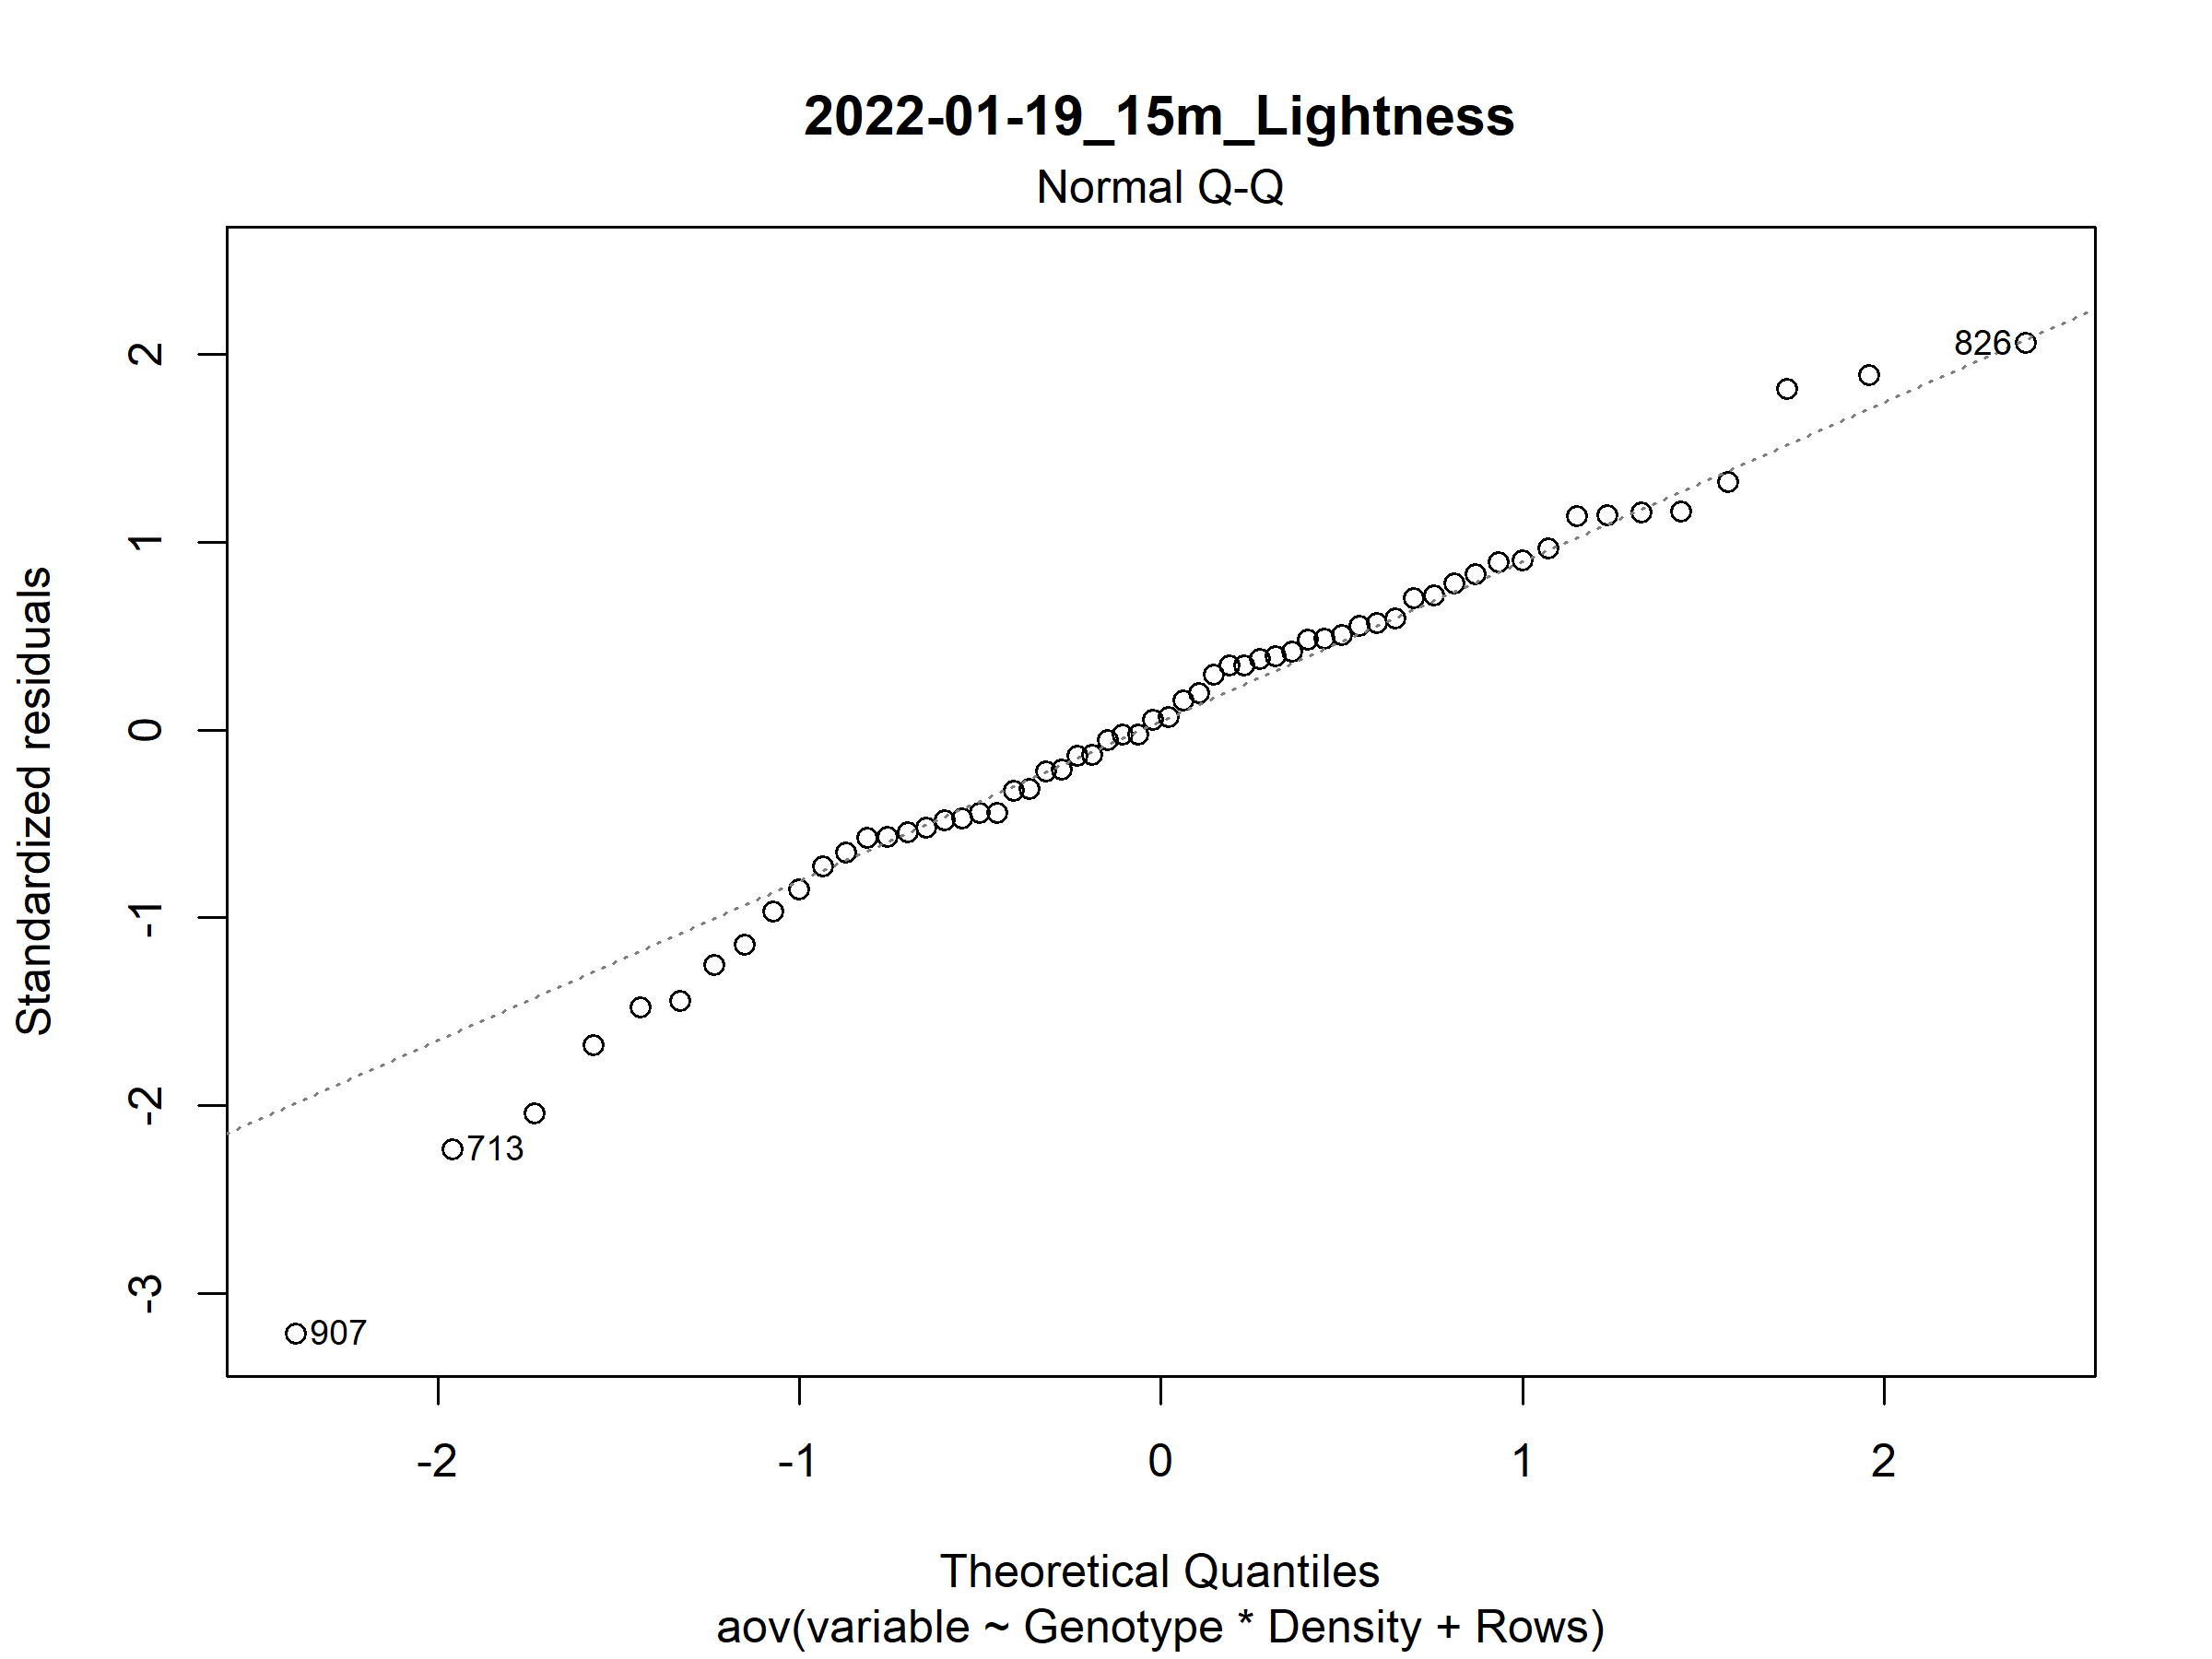 2022-01-19_15m_Lightness
Normal Q-Q
Standardized residuals
2
1
0
-1
-2
-3
826
713
907
-2
-1
0
1
2
Theoretical Quantiles
aov(variable ~ Genotype * Density + Rows)